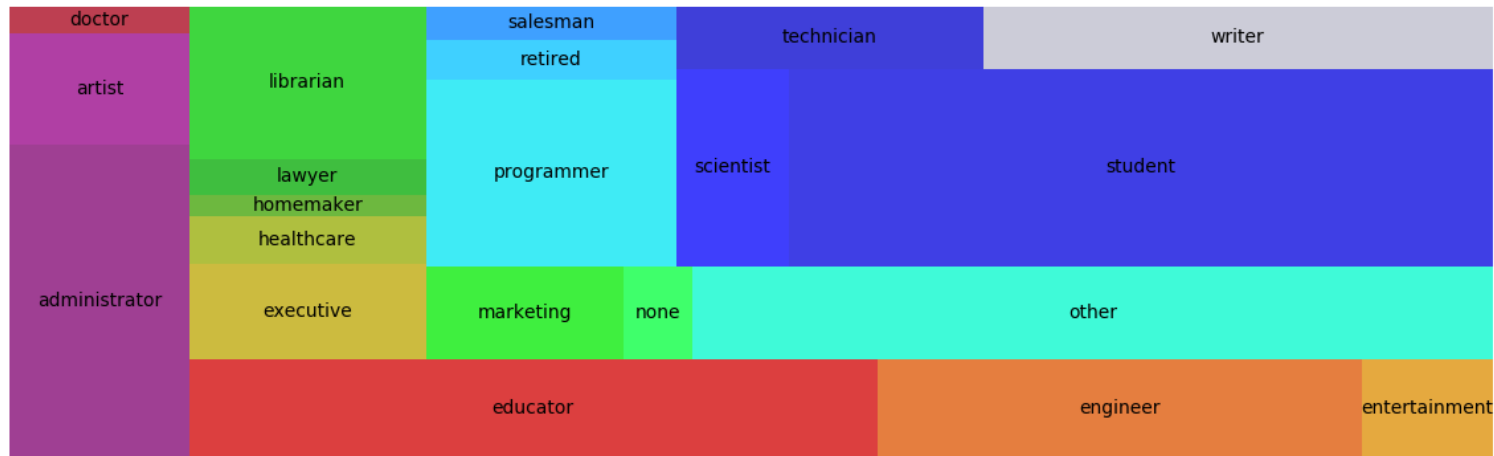 doctor
artist
administrator
librarian
lawyer
homemaker
healthcare
executive
salesman
retired
programmer
technician
writer
scientist
student
marketing
none
other
educator
engineer
entertainment